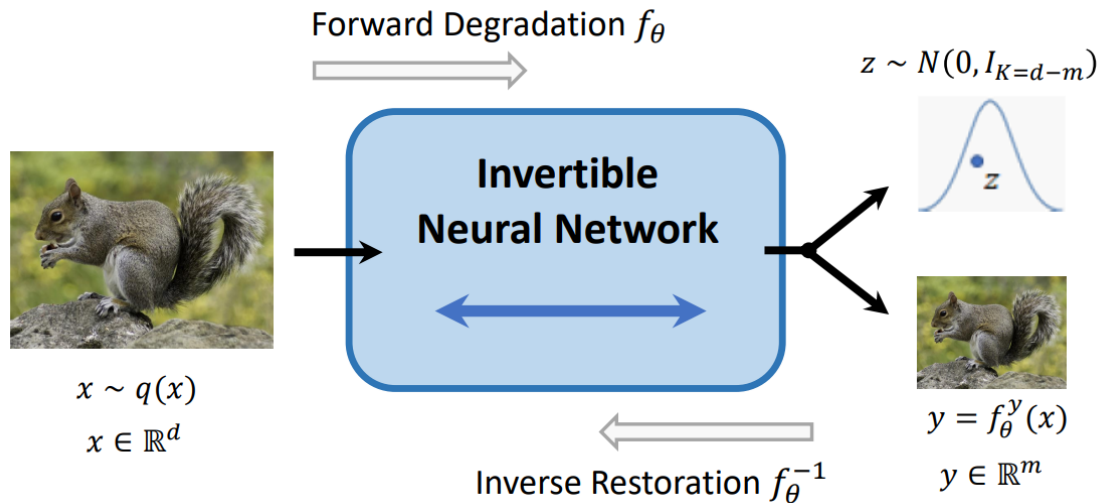 Forward Degradation f_θ
z ∼ N(0, I_{K=d−m})
Invertible
Neural Network
z
x ∼ q(x)
x ∈ ℝ^d
y = f_θ^y(x)
y ∈ ℝ^m
Inverse Restoration f_θ^{−1}